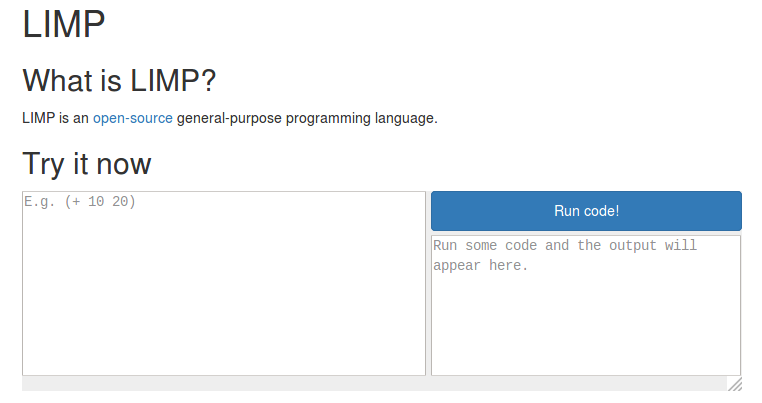 LIMP
What is LIMP?
LIMP is an open-source general-purpose programming language.
Try it now
E.g. (+ 10 20)
Run code!
Run some code and the output will
appear here.